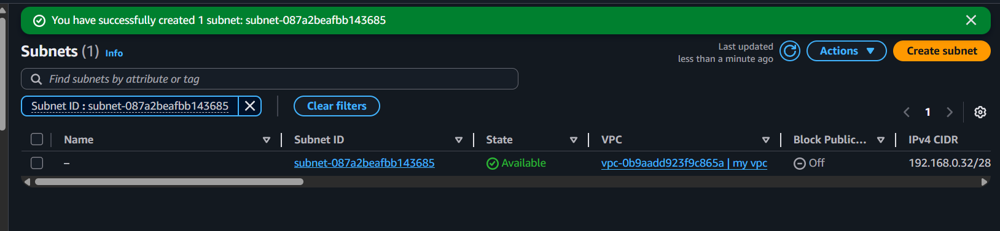 You have successfully created 1 subnet: subnet-087a2beafbb143685
Subnets (1) Info
Last updated
less than a minute ago
Actions
Create subnet
Find subnets by attribute or tag
Subnet ID : subnet-087a2beafbb143685
Clear filters
1
Name Subnet ID State VPC Block Public... IPv4 CIDR
– subnet-087a2beafbb143685 Available vpc-0b9aadd923f9c865a | my vpc Off 192.168.0.32/28